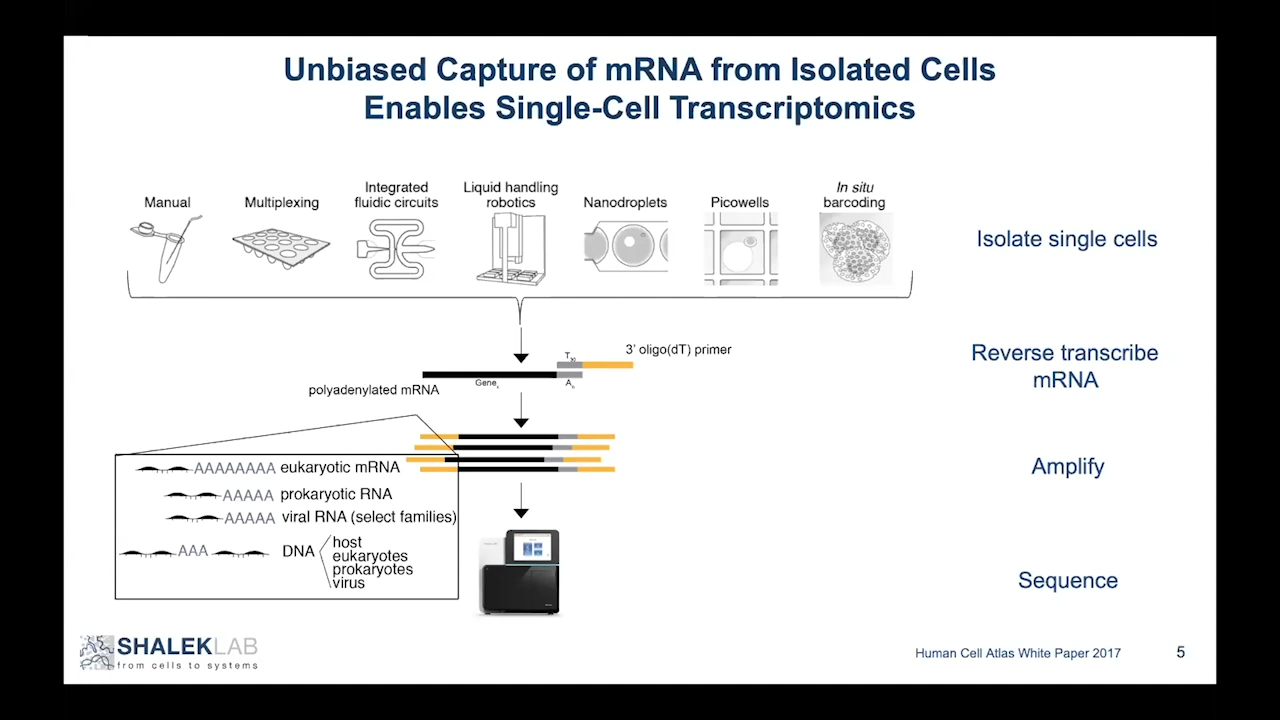 Unbiased Capture of mRNA from Isolated Cells
Enables Single-Cell Transcriptomics
Manual
Multiplexing
Integrated
fluidic circuits
Liquid handling
robotics
Nanodroplets
Picowells
In situ
barcoding
Isolate single cells
3' oligo(dT) primer
T30
polyadenylated mRNA
Gene
A
Reverse transcribe
mRNA
Amplify
AAAAAAAA eukaryotic mRNA
AAAAA prokaryotic RNA
AAAAA viral RNA (select families)
AAA DNA
host
eukaryotes
prokaryotes
virus
Sequence
SHALEKLAB
from cells to systems
Human Cell Atlas White Paper 2017
5